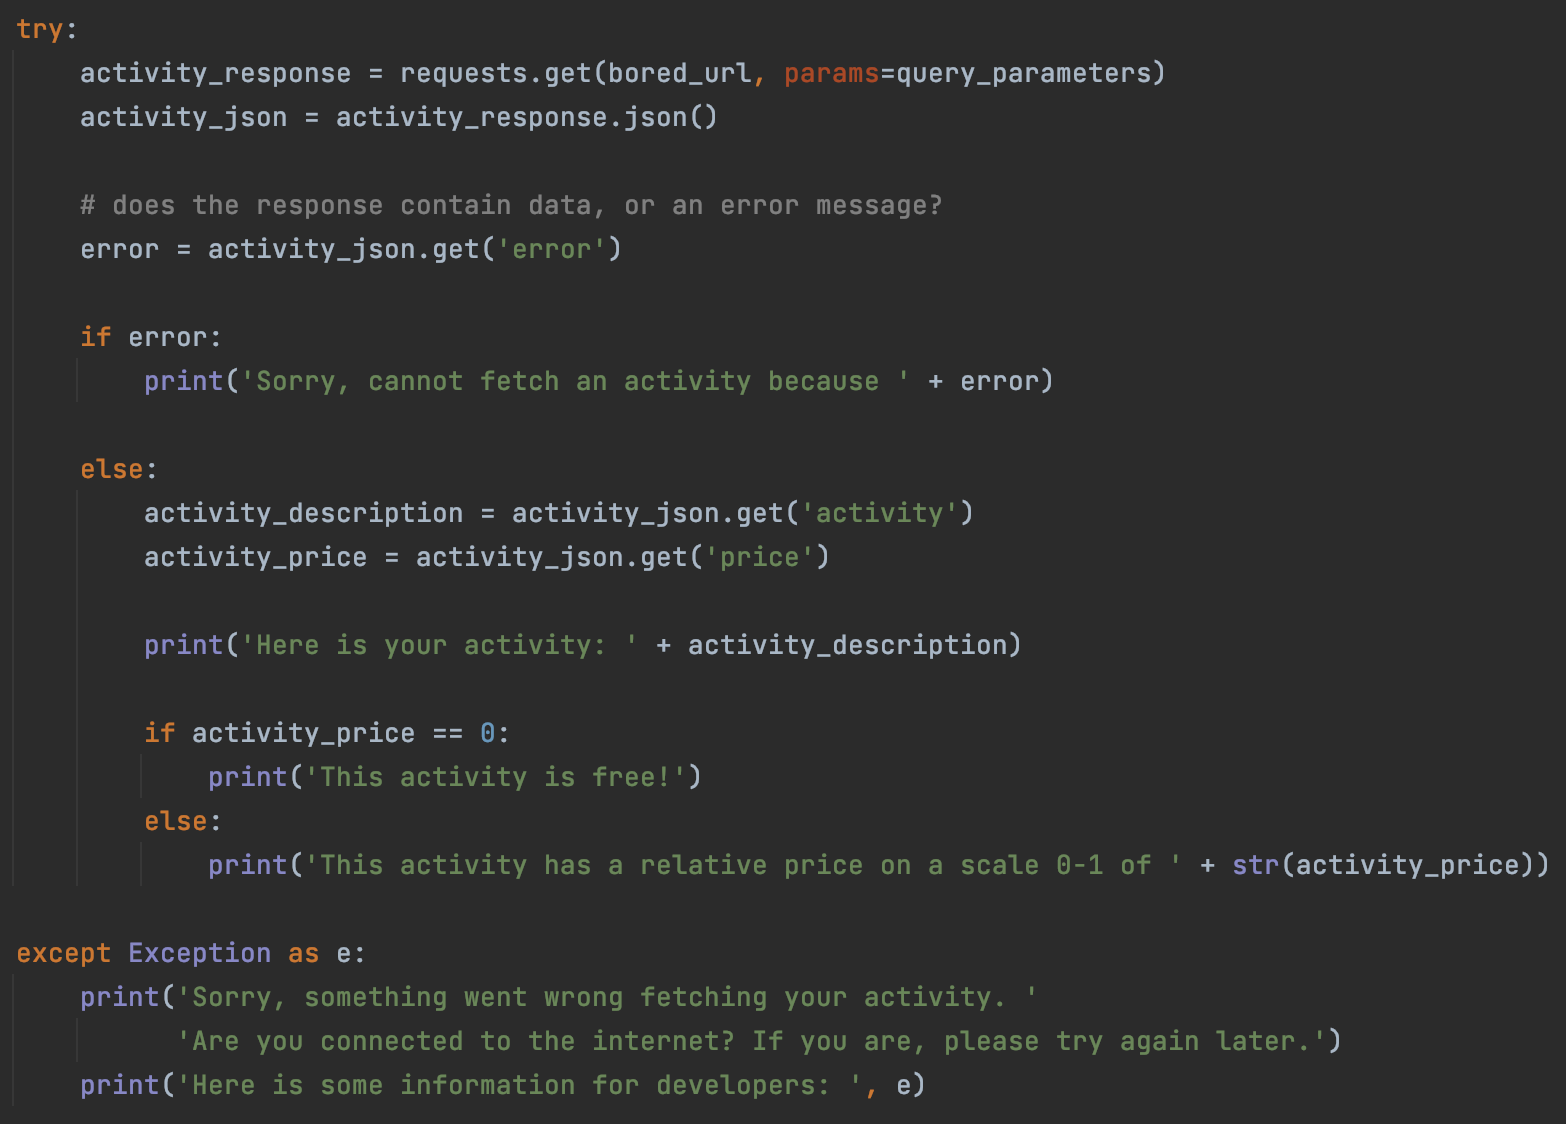 try:
    activity_response = requests.get(bored_url, params=query_parameters)
    activity_json = activity_response.json()

    # does the response contain data, or an error message?
    error = activity_json.get('error')

    if error:
        print('Sorry, cannot fetch an activity because ' + error)

    else:
        activity_description = activity_json.get('activity')
        activity_price = activity_json.get('price')

        print('Here is your activity: ' + activity_description)

        if activity_price == 0:
            print('This activity is free!')
        else:
            print('This activity has a relative price on a scale 0-1 of ' + str(activity_price))

except Exception as e:
    print('Sorry, something went wrong fetching your activity. '
          'Are you connected to the internet? If you are, please try again later.')
    print('Here is some information for developers: ', e)